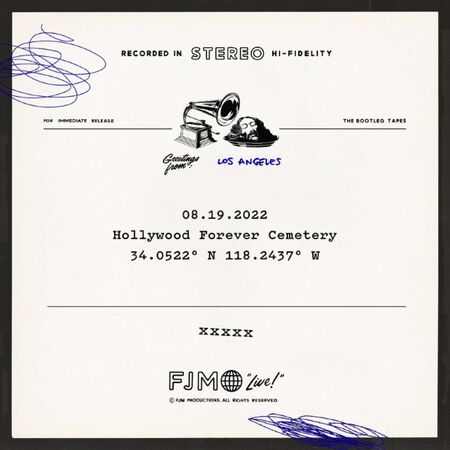 RECORDED IN STEREO HI-FIDELITY
FOR IMMEDIATE RELEASE
THE BOOTLEG TAPES
Greetings from: LOS ANGELES
08.19.2022
Hollywood Forever Cemetery
34.0522° N 118.2437° W
XXXXX
FJM "Live!"
© FJM PRODUCTIONS. ALL RIGHTS RESERVED.